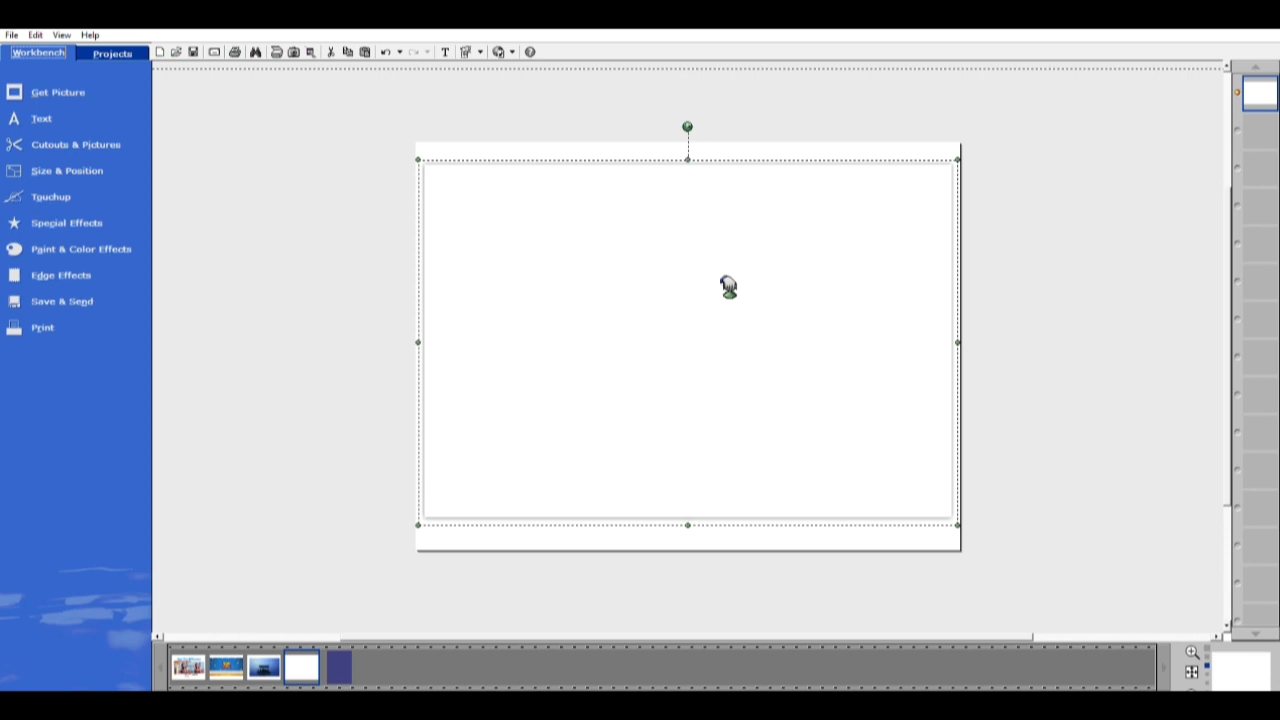 File Edit View Help
Workbench Projects
Get Picture
Text
Cutouts & Pictures
Size & Position
Touchup
Special Effects
Paint & Color Effects
Edge Effects
Save & Send
Print